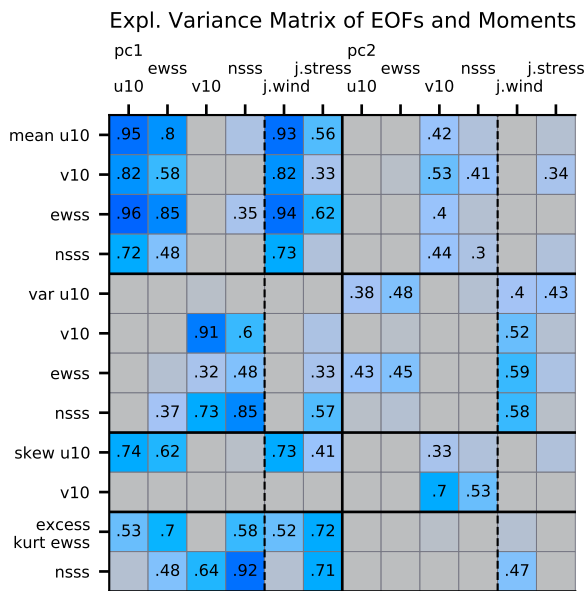 Expl. Variance Matrix of EOFs and Moments
pc1 pc2
ewss nsss j.stress ewss nsss j.stress
u10 v10 j.wind u10 v10 j.wind
mean u10 .95 .8 .93 .56 .42
v10 .82 .58 .82 .33 .53 .41 .34
ewss .96 .85 .35 .94 .62 .4
nsss .72 .48 .73 .44 .3
var u10 .38 .48 .4 .43
v10 .91 .6 .52
ewss .32 .48 .33 .43 .45 .59
nsss .37 .73 .85 .57 .58
skew u10 .74 .62 .73 .41 .33
v10 .7 .53
excess
kurt ewss .53 .7 .58 .52 .72
nsss .48 .64 .92 .71 .47